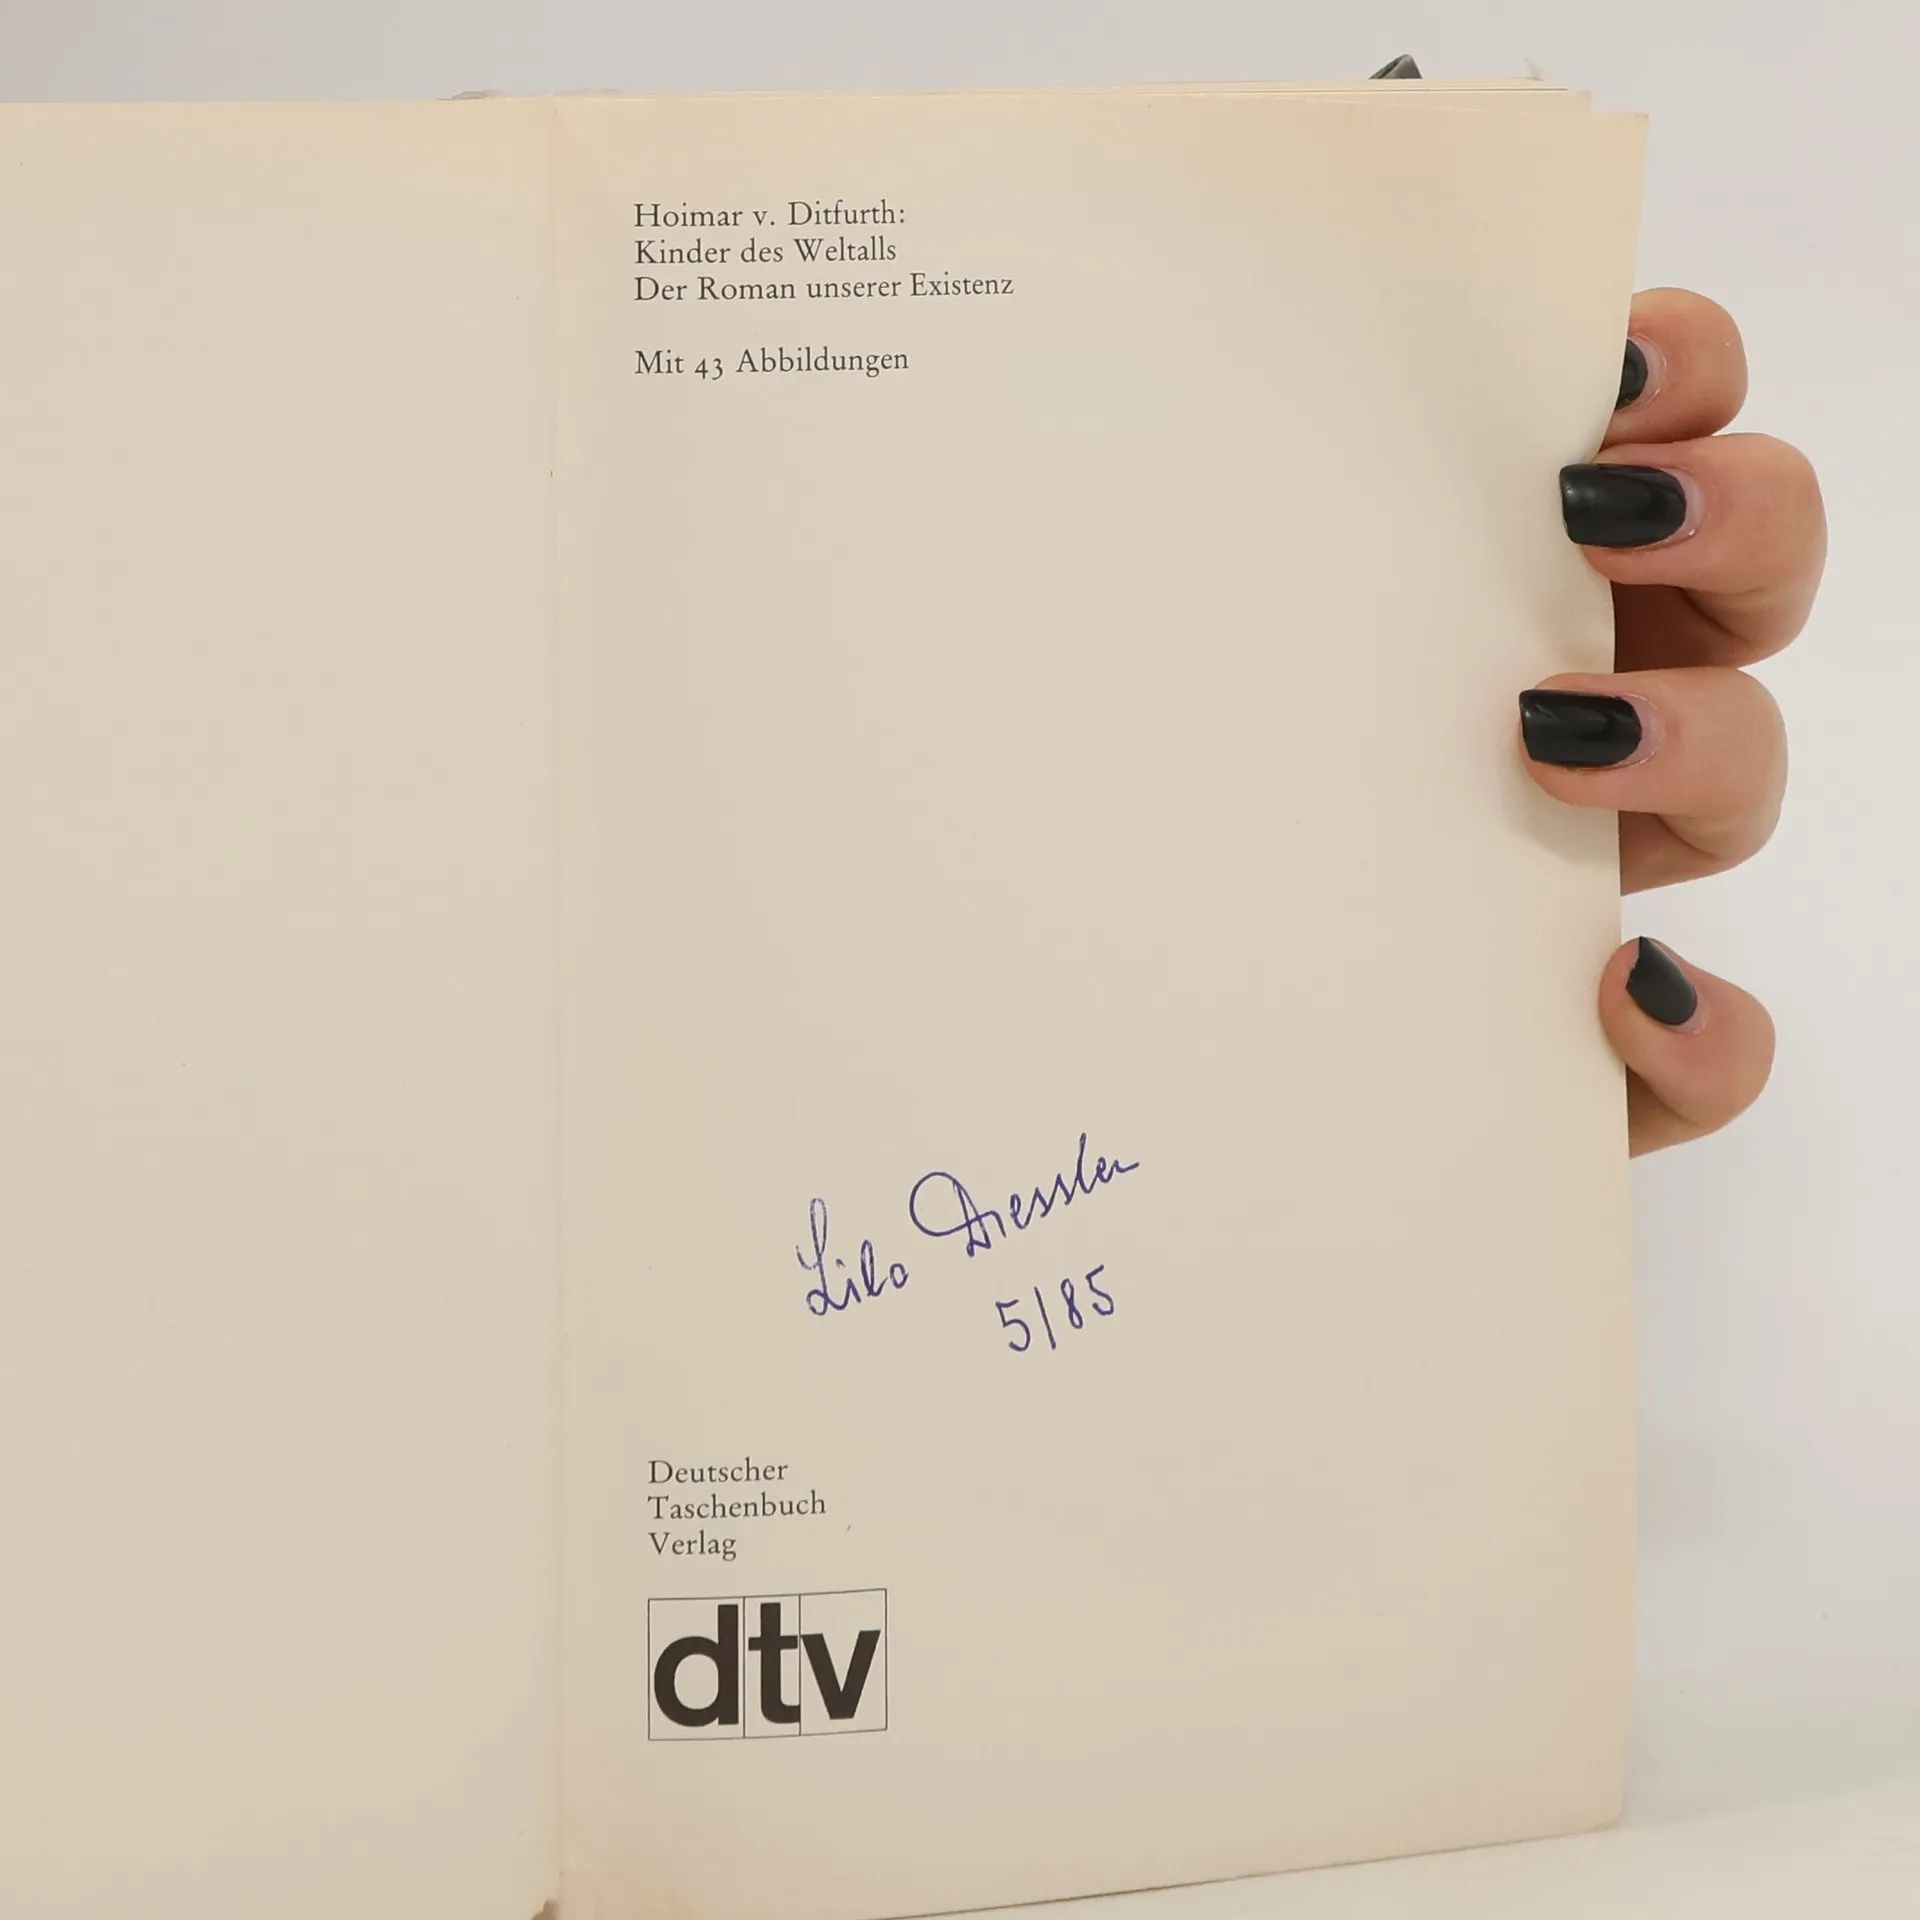 Hoimar v. Ditfurth:
Kinder des Weltalls
Der Roman unserer Existenz
Mit 43 Abbildungen
Lilo Dressler
5/85
Deutscher
Taschenbuch
Verlag
dtv